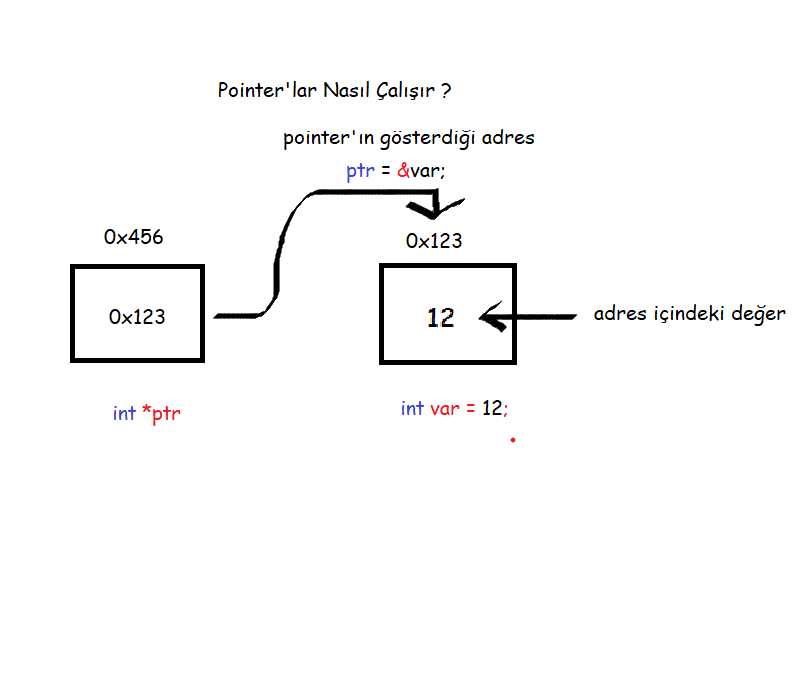 Pointer'lar Nasıl Çalışır ?
pointer'ın gösterdiği adres
ptr = &var;
0x456
0x123
0x123
12
adres içindeki değer
int *ptr
int var = 12;